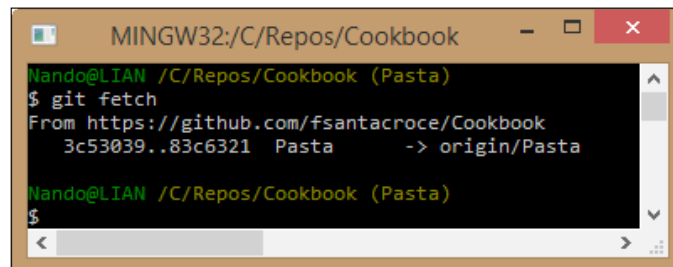 MINGW32:/C/Repos/Cookbook
Nando@LIAN /C/Repos/Cookbook (Pasta)
$ git fetch
From https://github.com/fsantacroce/Cookbook
   3c53039..83c6321  Pasta      -> origin/Pasta
Nando@LIAN /C/Repos/Cookbook (Pasta)
$